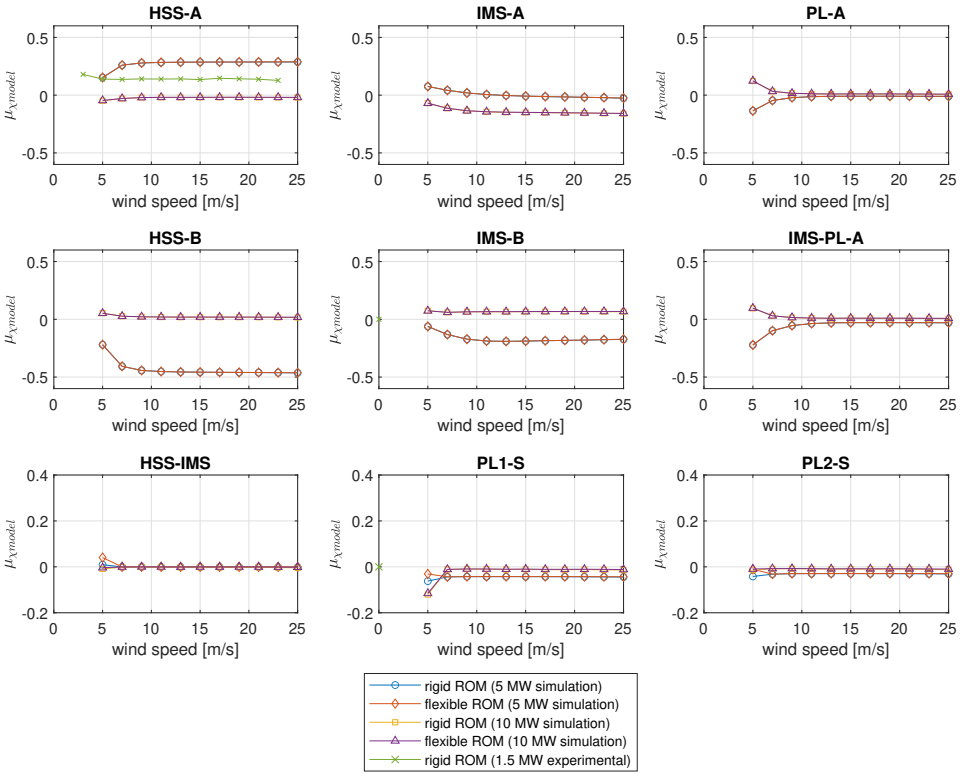 HSS-A
IMS-A
PL-A
0.5
0
-0.5
μχmodel
0 5 10 15 20 25
wind speed [m/s]
0.5
0
-0.5
μχmodel
0 5 10 15 20 25
wind speed [m/s]
0.5
0
-0.5
μχmodel
0 5 10 15 20 25
wind speed [m/s]
HSS-B
IMS-B
IMS-PL-A
0.5
0
-0.5
μχmodel
0 5 10 15 20 25
wind speed [m/s]
0.5
0
-0.5
μχmodel
0 5 10 15 20 25
wind speed [m/s]
0.5
0
-0.5
μχmodel
0 5 10 15 20 25
wind speed [m/s]
HSS-IMS
PL1-S
PL2-S
0.4
0.2
0
-0.2
μχmodel
0 5 10 15 20 25
wind speed [m/s]
0.4
0.2
0
-0.2
μχmodel
0 5 10 15 20 25
wind speed [m/s]
0.4
0.2
0
-0.2
μχmodel
0 5 10 15 20 25
wind speed [m/s]
rigid ROM (5 MW simulation)
flexible ROM (5 MW simulation)
rigid ROM (10 MW simulation)
flexible ROM (10 MW simulation)
rigid ROM (1.5 MW experimental)